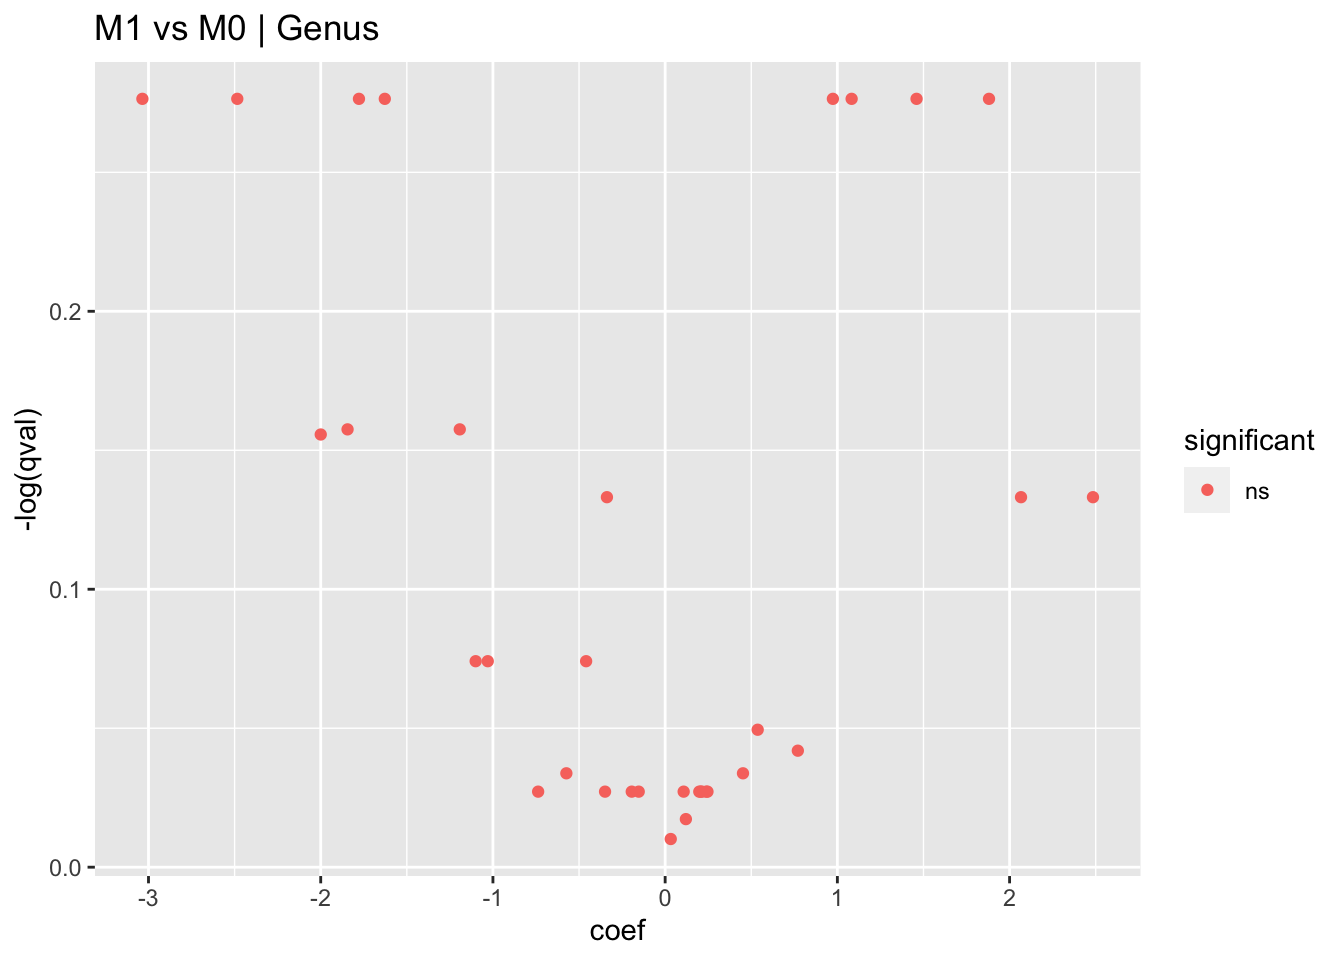 M1 vs M0 | Genus
-log(qval)
0.2
0.1
0.0
-3 -2 -1 0 1 2
coef
significant
ns